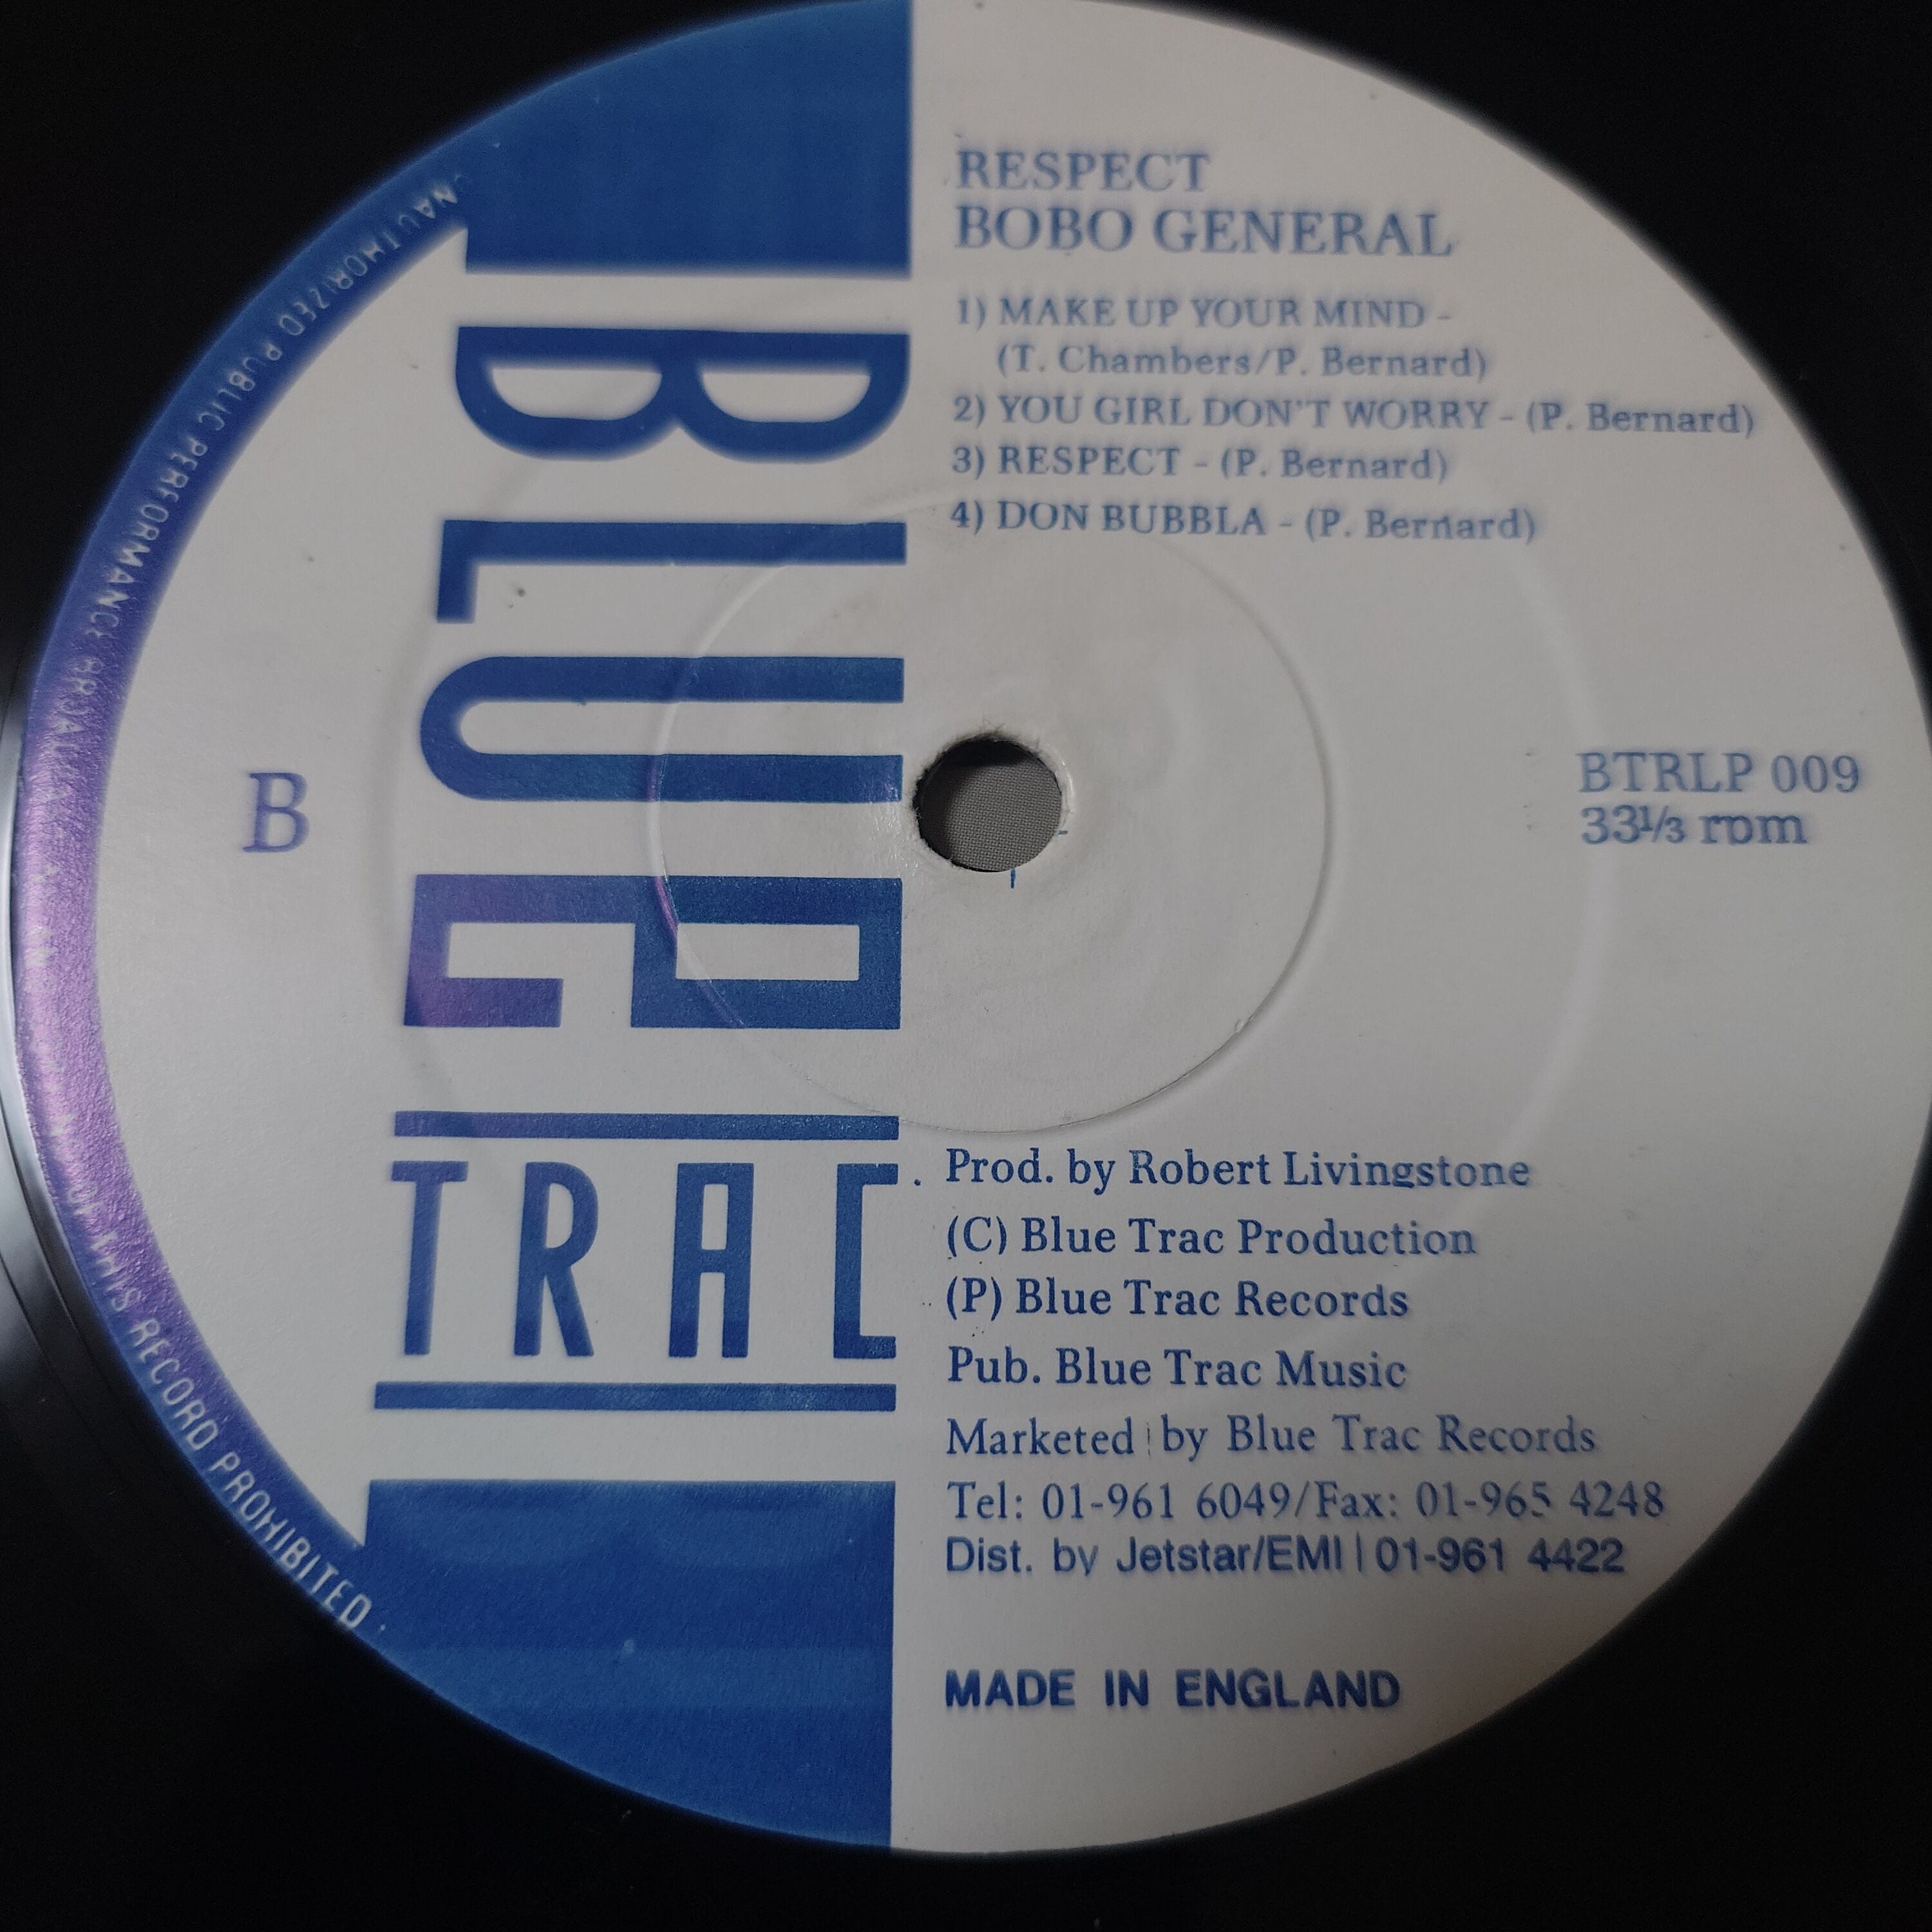 RESPECT
BOBO GENERAL
1) MAKE UP YOUR MIND -
(T. Chambers/P. Bernard)
2) YOU GIRL DON'T WORRY - (P. Bernard)
3) RESPECT - (P. Bernard)
4) DON BUBBLA - (P. Bernard)
BLUE
TRAC
B
BTRLP 009
33⅓ rpm
Prod. by Robert Livingstone
(C) Blue Trac Production
(P) Blue Trac Records
Pub. Blue Trac Music
Marketed by Blue Trac Records
Tel: 01-961 6049/Fax: 01-965 4248
Dist. by Jetstar/EMI 01-961 4422
MADE IN ENGLAND
UNAUTHORIZED PUBLIC PERFORMANCE OF THIS RECORD PROHIBITED